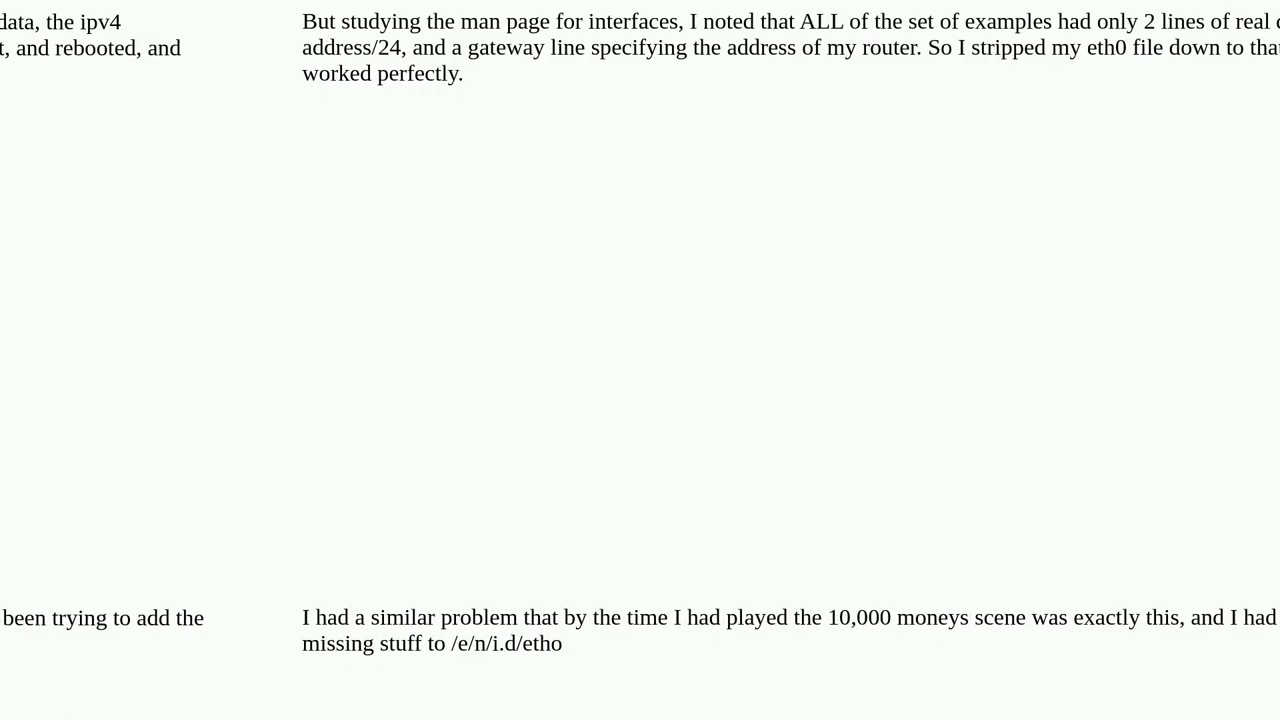 data, the ipv4
t, and rebooted, and
But studying the man page for interfaces, I noted that ALL of the set of examples had only 2 lines of real
address/24, and a gateway line specifying the address of my router. So I stripped my eth0 file down to that
worked perfectly.
been trying to add the
I had a similar problem that by the time I had played the 10,000 moneys scene was exactly this, and I had
missing stuff to /e/n/i.d/etho